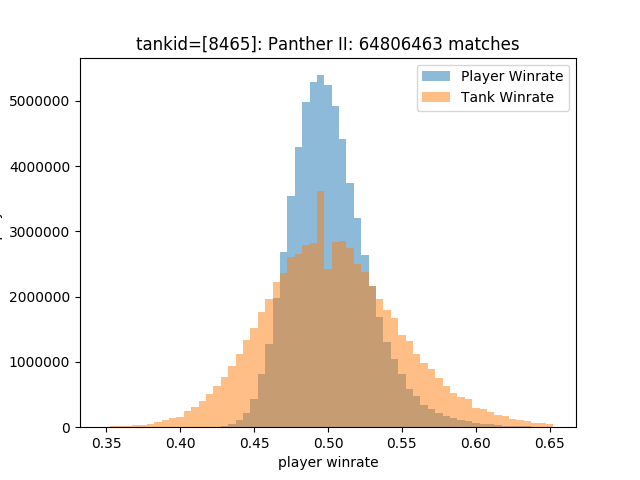 tankid=[8465]: Panther II: 64806463 matches
Player Winrate
Tank Winrate
5000000
4000000
3000000
2000000
1000000
0
0.35 0.40 0.45 0.50 0.55 0.60 0.65
player winrate